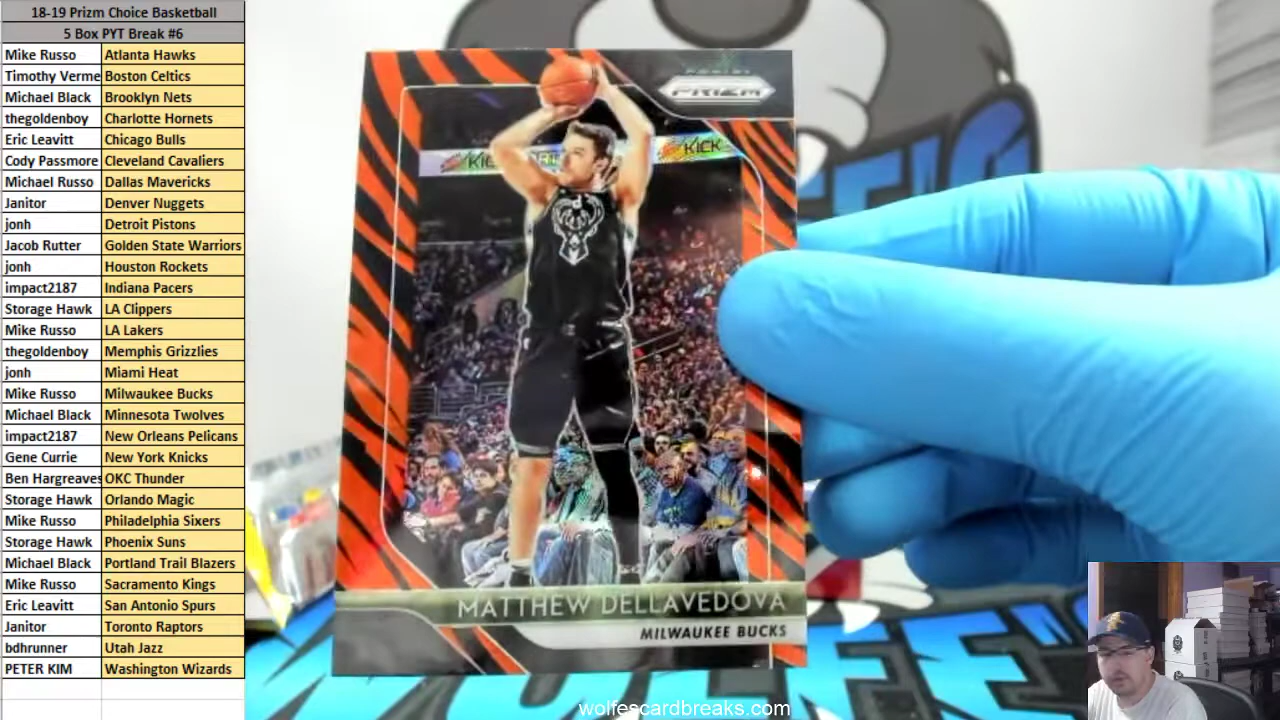 18-19 Prizm Choice Basketball
5 Box PYT Break #6
Mike Russo Atlanta Hawks
Timothy Verme Boston Celtics
Michael Black Brooklyn Nets
thegoldenboy Charlotte Hornets
Eric Leavitt Chicago Bulls
Cody Passmore Cleveland Cavaliers
Michael Russo Dallas Mavericks
Janitor Denver Nuggets
jonh Detroit Pistons
Jacob Rutter Golden State Warriors
jonh Houston Rockets
impact2187 Indiana Pacers
Storage Hawk LA Clippers
Mike Russo LA Lakers
thegoldenboy Memphis Grizzlies
jonh Miami Heat
Mike Russo Milwaukee Bucks
Michael Black Minnesota Twolves
impact2187 New Orleans Pelicans
Gene Currie New York Knicks
Ben Hargreaves OKC Thunder
Storage Hawk Orlando Magic
Mike Russo Philadelphia Sixers
Storage Hawk Phoenix Suns
Michael Black Portland Trail Blazers
Mike Russo Sacramento Kings
Eric Leavitt San Antonio Spurs
Janitor Toronto Raptors
bdhrunner Utah Jazz
PETER KIM Washington Wizards
PANINI
PRIZM
KICK
MATTHEW DELLAVEDOVA
MILWAUKEE BUCKS
wolfescardbreaks.com